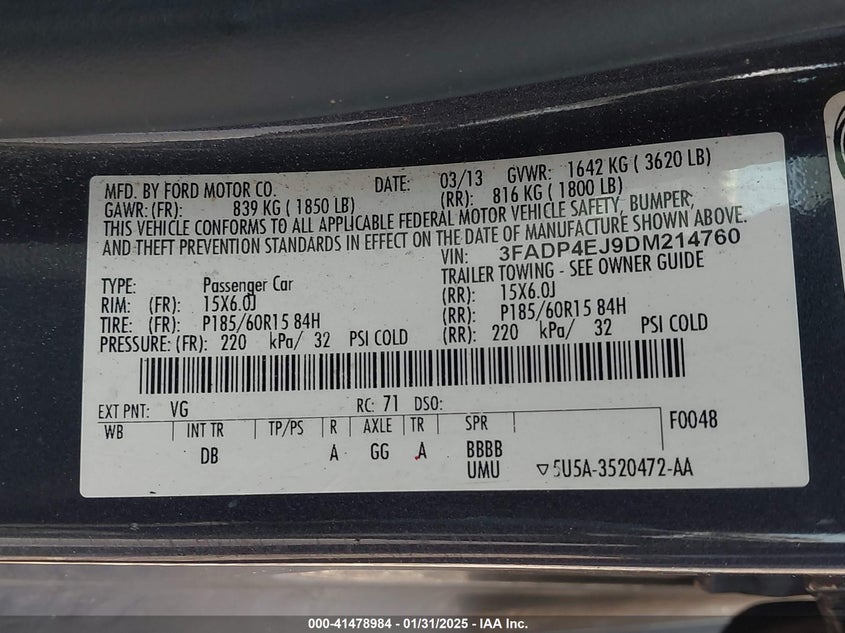 MFD. BY FORD MOTOR CO. DATE: 03/13 GVWR: 1642 KG ( 3620 LB)
GAWR: (FR): 839 KG ( 1850 LB) (RR): 816 KG ( 1800 LB)
THIS VEHICLE CONFORMS TO ALL APPLICABLE FEDERAL MOTOR VEHICLE SAFETY, BUMPER,
AND THEFT PREVENTION STANDARDS IN EFFECT ON THE DATE OF MANUFACTURE SHOWN ABOVE.
VIN: 3FADP4EJ9DM214760
TYPE: Passenger Car TRAILER TOWING - SEE OWNER GUIDE
RIM: (FR): 15X6.0J (RR): 15X6.0J
TIRE: (FR): P185/60R15 84H (RR): P185/60R15 84H
PRESSURE: (FR): 220 kPa/ 32 PSI COLD (RR): 220 kPa/ 32 PSI COLD
EXT PNT: VG RC: 71 DSO:
WB INT TR TP/PS R AXLE TR SPR F0048
DB A GG A BBBB
UMU 5U5A-3520472-AA
000-41478984 - 01/31/2025 - IAA Inc.